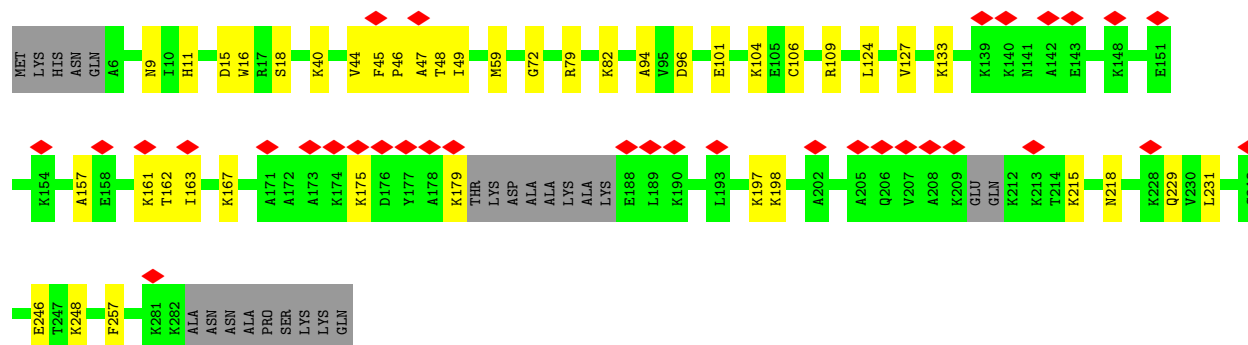 MET LYS HIS ASN GLN A6 N9 I10 H11 D15 W16 R17 S18 K40 V44 F45 P46 A47 T48 I49 M59 G72 R79 K82 A94 V95 D96 E101 K104 E105 C106 R109 L124 V127 K133 K139 K140 N141 A142 E143 K148 E151
K154 A157 E158 K161 T162 I163 K167 A171 A172 A173 K174 K175 D176 Y177 A178 K179 THR LYS ASP ALA ALA LYS ALA LYS E188 L189 K190 L193 K197 K198 A202 A205 Q206 V207 A208 K209 GLU GLN K212 K213 T214 K215 N218 K228 Q229 V230 L231
E246 T247 K248 F257 K281 K282 ALA ASN ASN ALA PRO SER LYS LYS GLN